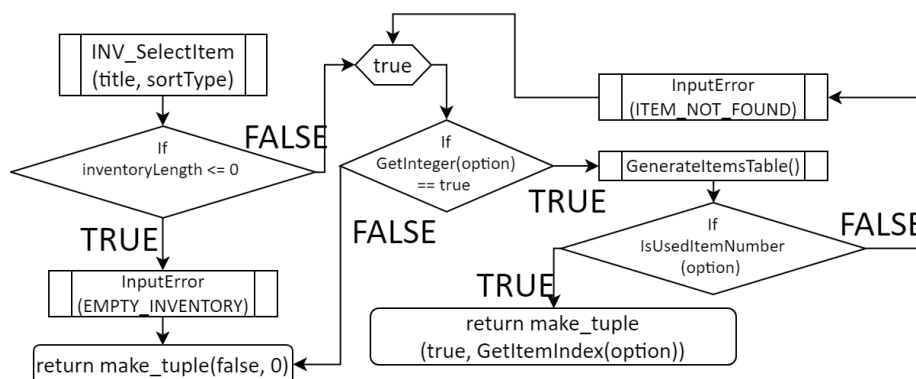 INV_SelectItem
(title, sortType)
If
inventoryLength <= 0
FALSE
TRUE
InputError
(EMPTY_INVENTORY)
return make_tuple(false, 0)
true
If
GetInteger(option)
== true
FALSE
TRUE
InputError
(ITEM_NOT_FOUND)
GenerateItemsTable()
If
IsUsedItemNumber
(option)
FALSE
TRUE
return make_tuple
(true, GetItemIndex(option))